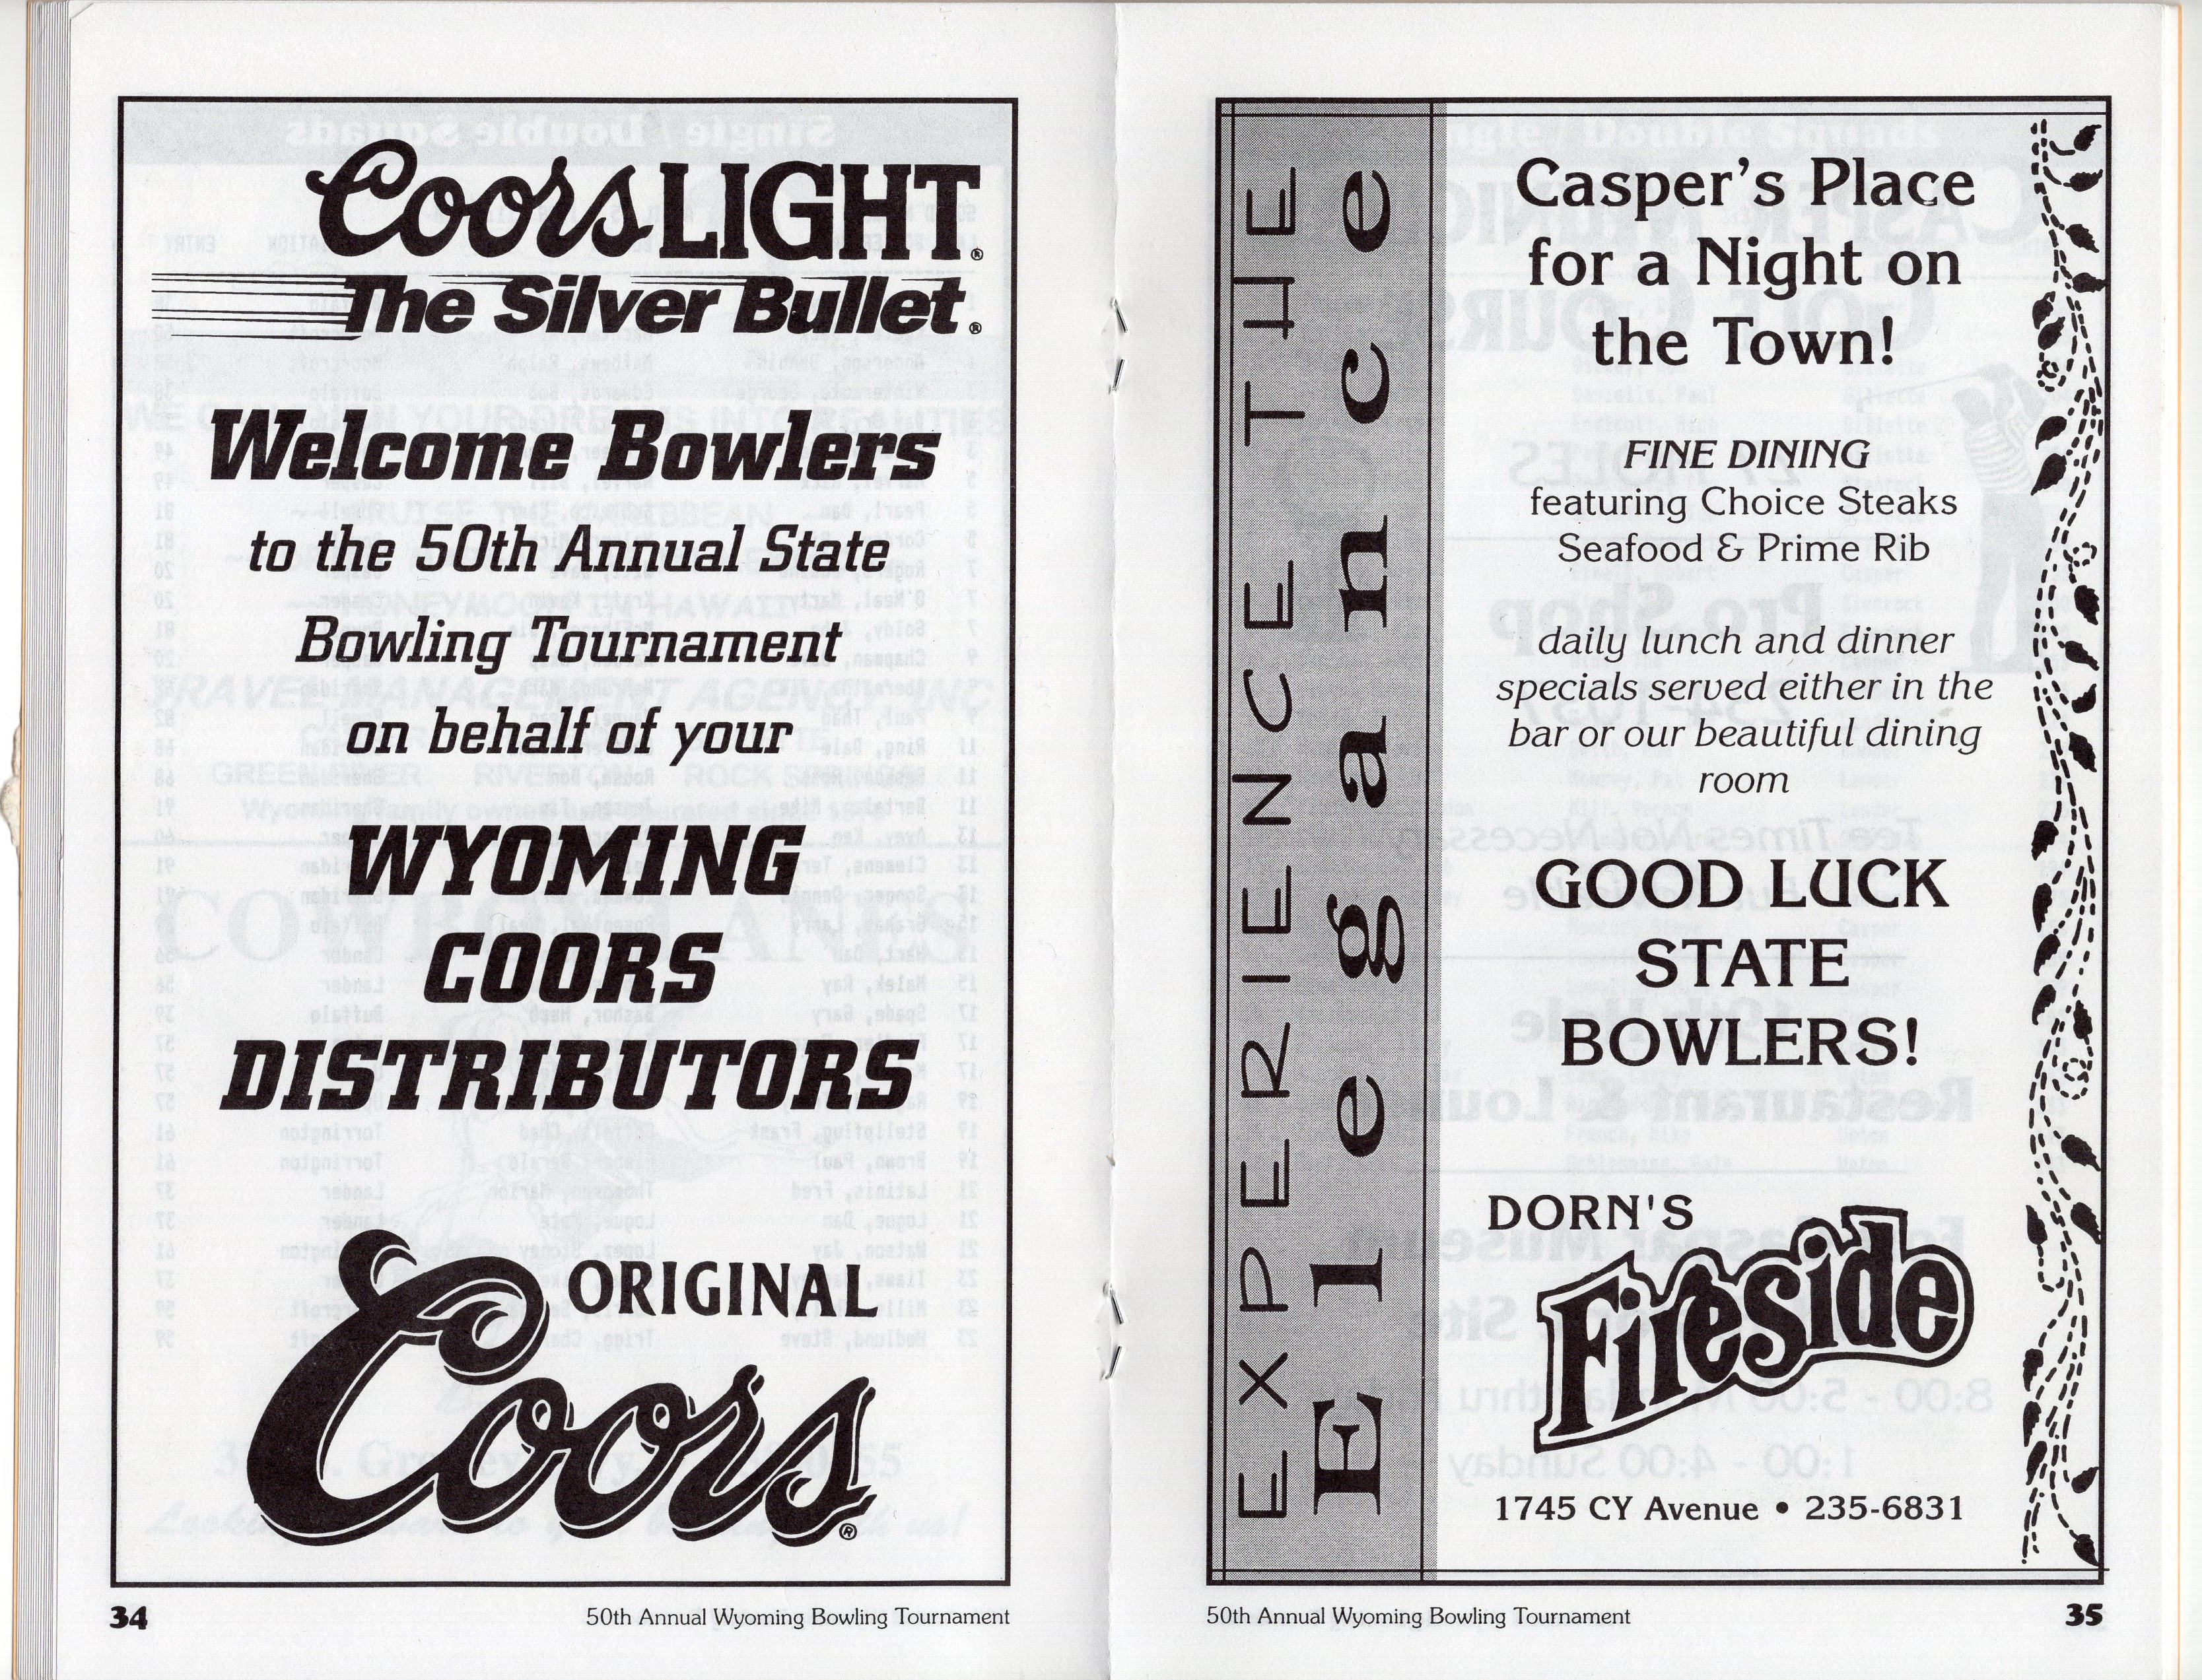 Coors LIGHT®
The Silver Bullet®
Welcome Bowlers
to the 50th Annual State
Bowling Tournament
on behalf of your
WYOMING
COORS
DISTRIBUTORS
ORIGINAL
Coors®
34
50th Annual Wyoming Bowling Tournament
EXPERIENCE THE
Elegance
Casper's Place
for a Night on
the Town!
FINE DINING
featuring Choice Steaks
Seafood & Prime Rib
daily lunch and dinner
specials served either in the
bar or our beautiful dining
room
GOOD LUCK
STATE
BOWLERS!
DORN'S
Fireside
1745 CY Avenue • 235-6831
50th Annual Wyoming Bowling Tournament
35